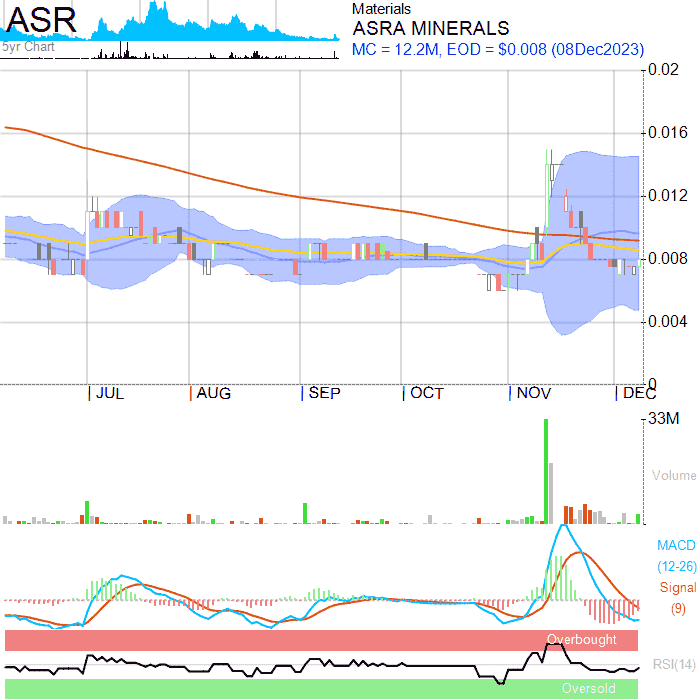 ASR
5yr Chart
Materials
ASRA MINERALS
MC = 12.2M, EOD = $0.008 (08Dec2023)
0.02
0.016
0.012
0.008
0.004
0
JUL AUG SEP OCT NOV DEC
33M
Volume
MACD
(12-26)
Signal
(9)
Overbought
RSI(14)
Oversold